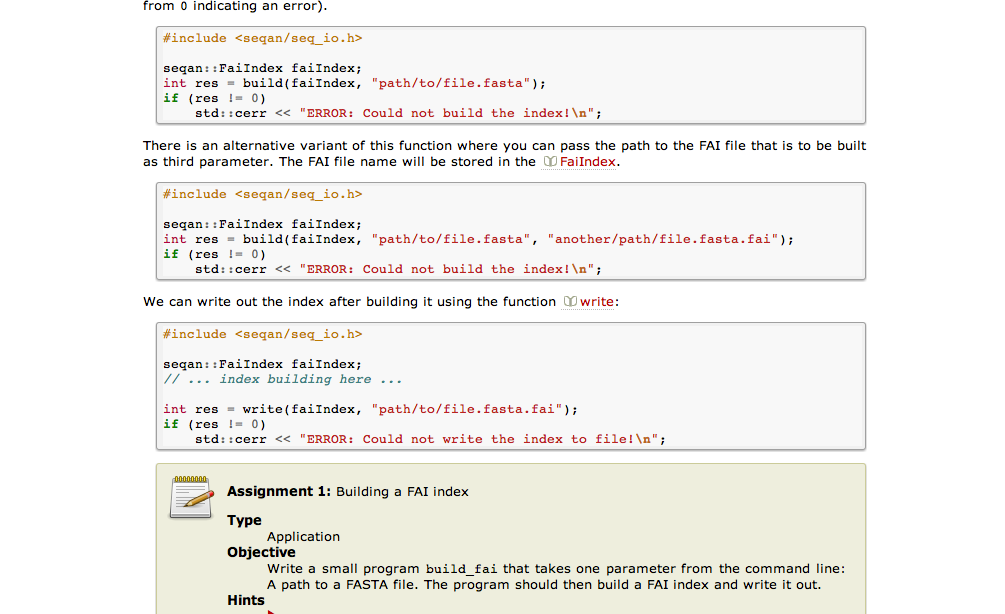 from 0 indicating an error).
#include <seqan/seq_io.h>
seqan::FaiIndex faiIndex;
int res = build(faiIndex, "path/to/file.fasta");
if (res != 0)
    std::cerr << "ERROR: Could not build the index!\n";
There is an alternative variant of this function where you can pass the path to the FAI file that is to be built
as third parameter. The FAI file name will be stored in the FaiIndex.
#include <seqan/seq_io.h>
seqan::FaiIndex faiIndex;
int res = build(faiIndex, "path/to/file.fasta", "another/path/file.fasta.fai");
if (res != 0)
    std::cerr << "ERROR: Could not build the index!\n";
We can write out the index after building it using the function write:
#include <seqan/seq_io.h>
seqan::FaiIndex faiIndex;
// ... index building here ...
int res = write(faiIndex, "path/to/file.fasta.fai");
if (res != 0)
    std::cerr << "ERROR: Could not write the index to file!\n";
Assignment 1: Building a FAI index
Type
Application
Objective
Write a small program build_fai that takes one parameter from the command line:
A path to a FASTA file. The program should then build a FAI index and write it out.
Hints